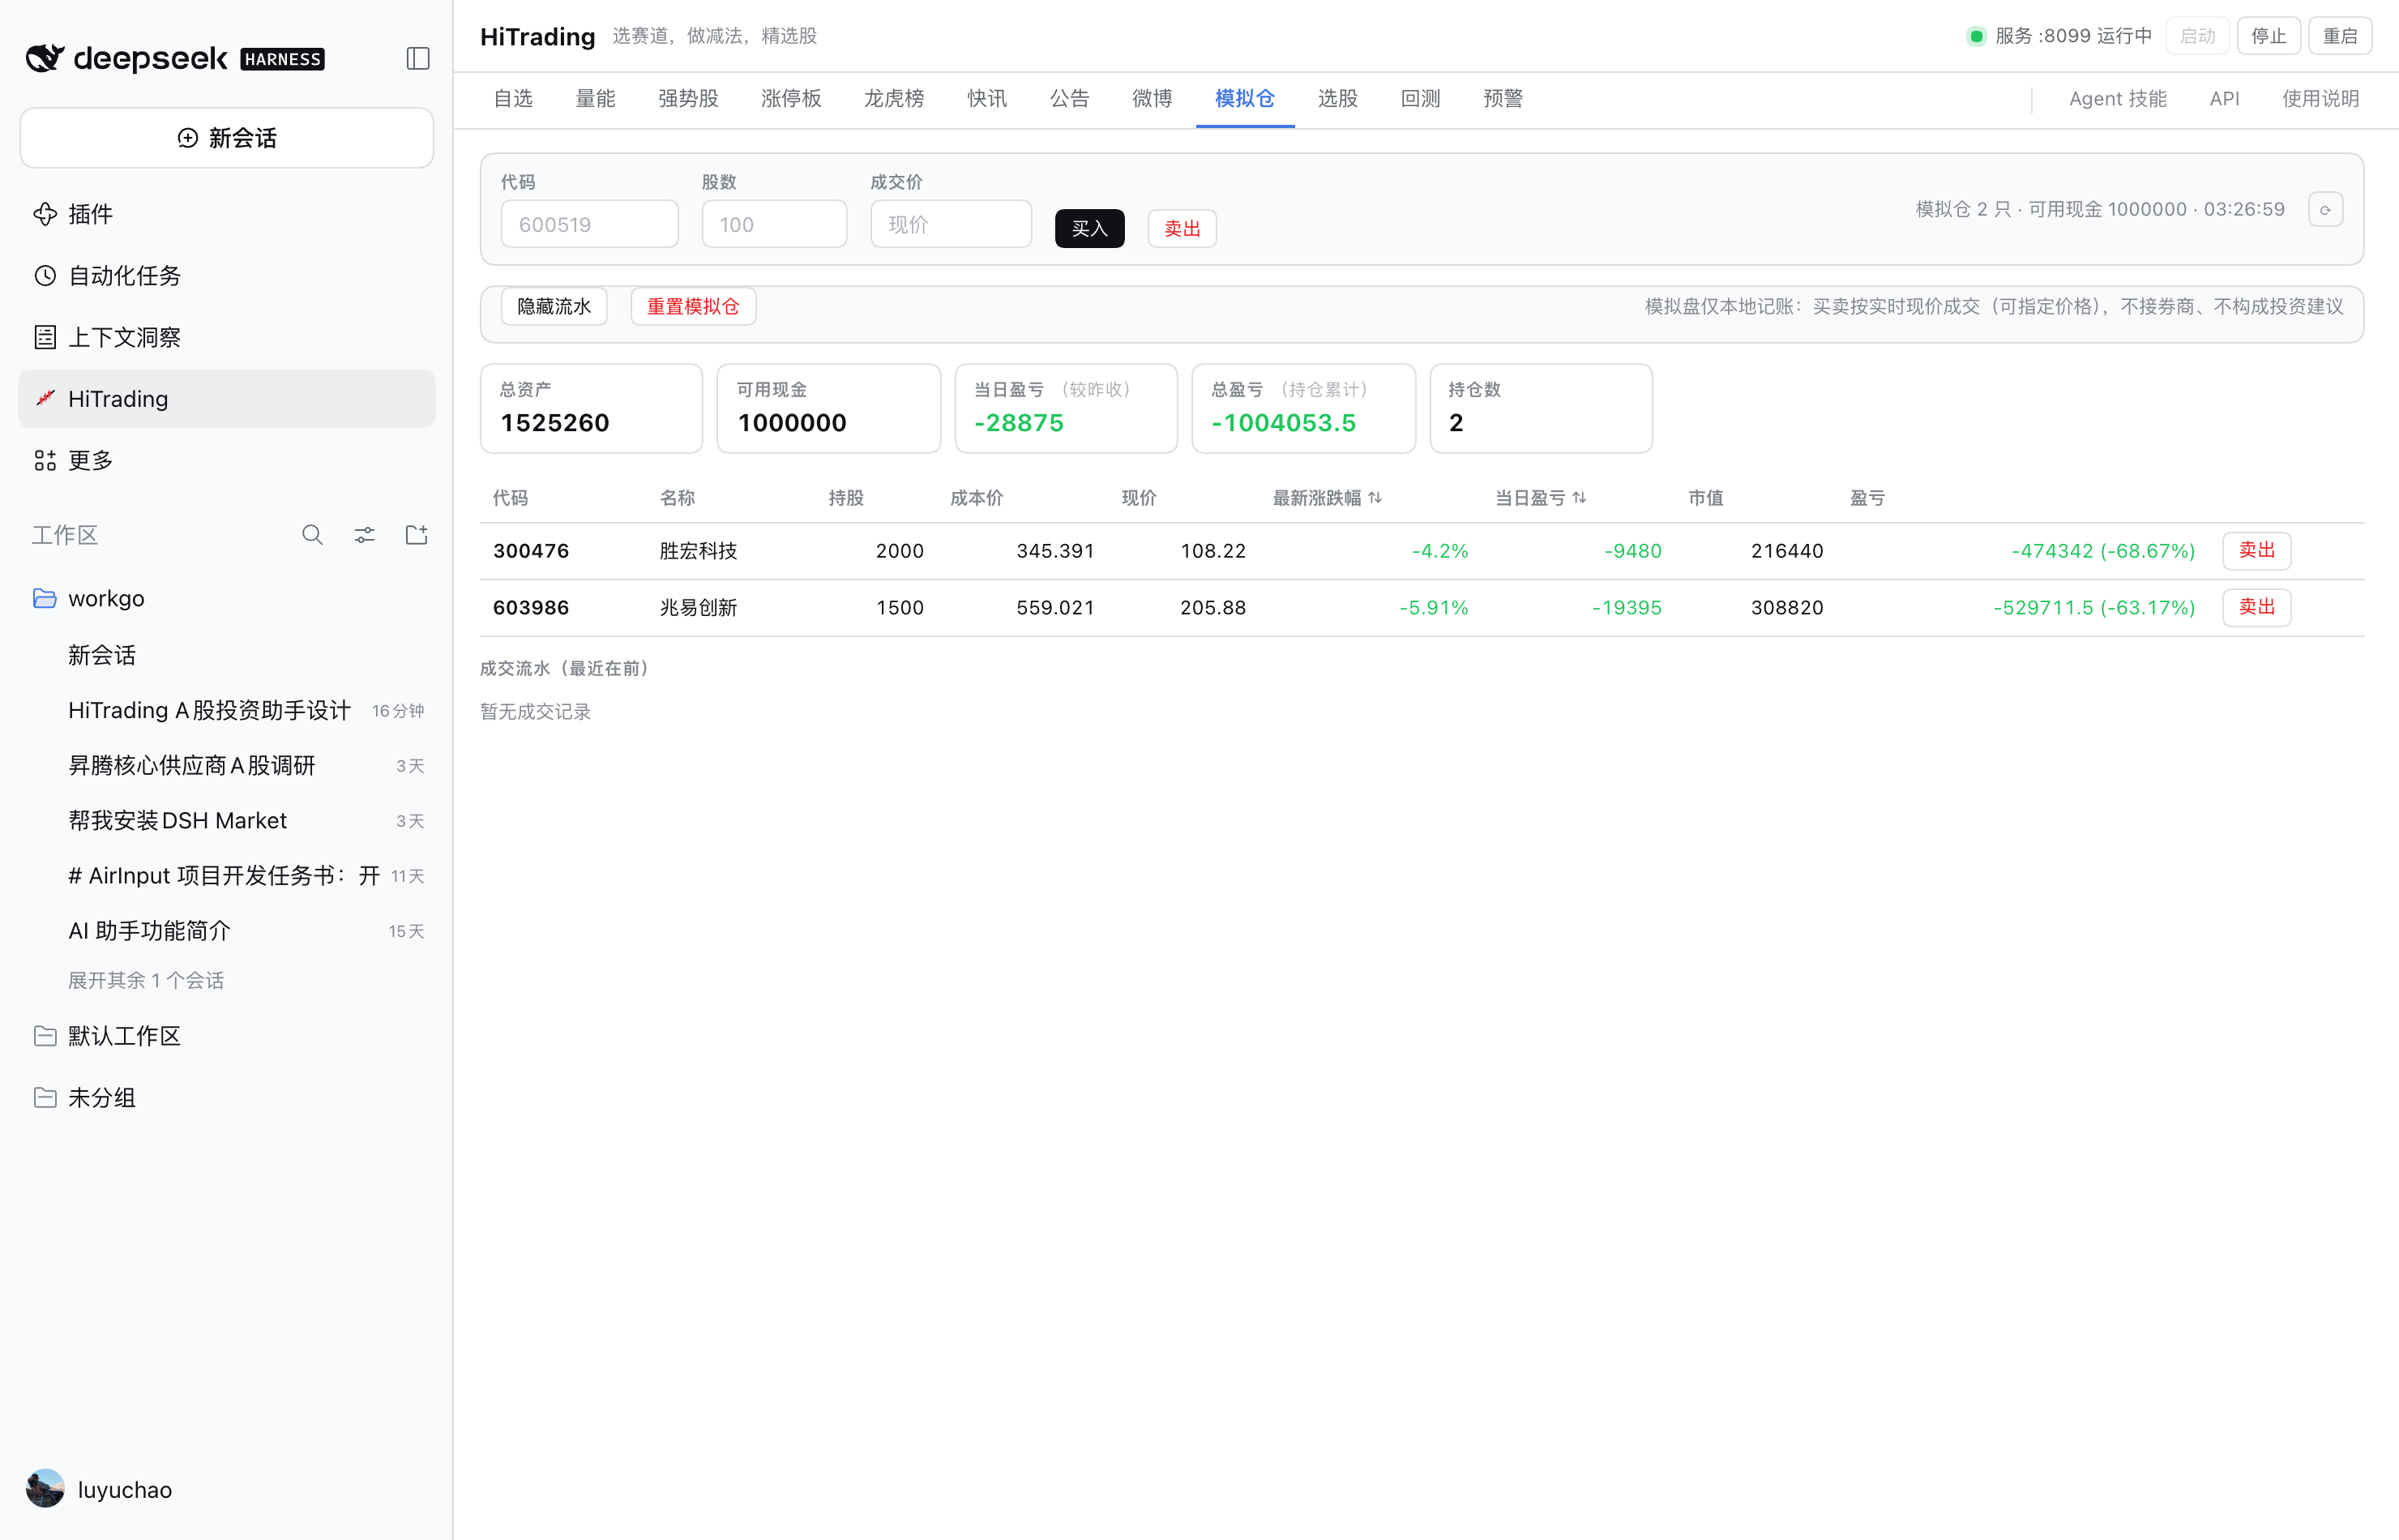 deepseek HARNESS
新会话
插件
自动化任务
上下文洞察
HiTrading
更多
工作区
workgo
新会话
HiTrading A股投资助手设计 16分钟
昇腾核心供应商A股调研 3天
帮我安装DSH Market 3天
# AirInput 项目开发任务书：开 11天
AI 助手功能简介 15天
展开其余 1 个会话
默认工作区
未分组
luyuchao
HiTrading 选赛道，做减法，精选股 服务 :8099 运行中 启动 停止 重启
自选 量能 强势股 涨停板 龙虎榜 快讯 公告 微博 模拟仓 选股 回测 预警 Agent 技能 API 使用说明
代码 股数 成交价
600519 100 现价 买入 卖出 模拟仓 2 只 · 可用现金 1000000 · 03:26:59
隐藏流水 重置模拟仓 模拟盘仅本地记账：买卖按实时现价成交（可指定价格），不接券商、不构成投资建议
总资产 可用现金 当日盈亏 （较昨收） 总盈亏 （持仓累计） 持仓数
1525260 1000000 -28875 -1004053.5 2
代码 名称 持股 成本价 现价 最新涨跌幅 ⇅ 当日盈亏 ⇅ 市值 盈亏
300476 胜宏科技 2000 345.391 108.22 -4.2% -9480 216440 -474342 (-68.67%) 卖出
603986 兆易创新 1500 559.021 205.88 -5.91% -19395 308820 -529711.5 (-63.17%) 卖出
成交流水（最近在前）
暂无成交记录